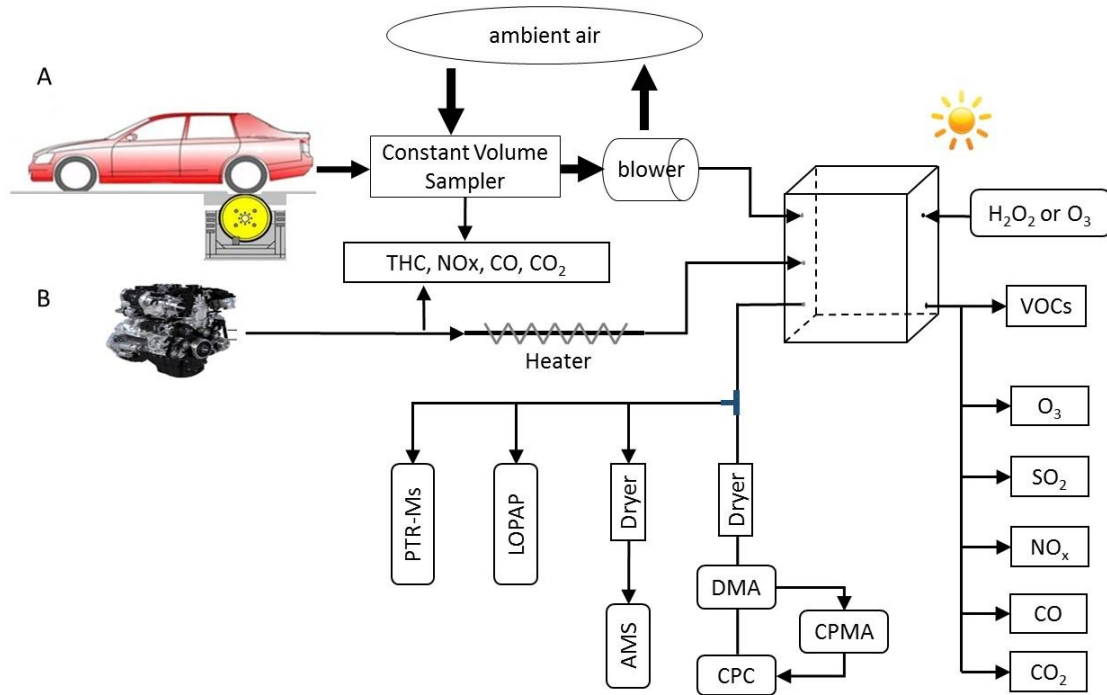 ambient air
A
Constant Volume
Sampler
blower
H₂O₂ or O₃
THC, NOx, CO, CO₂
B
Heater
VOCs
O₃
SO₂
NOₓ
CO
CO₂
PTR-Ms
LOPAP
Dryer
AMS
Dryer
DMA
CPMA
CPC